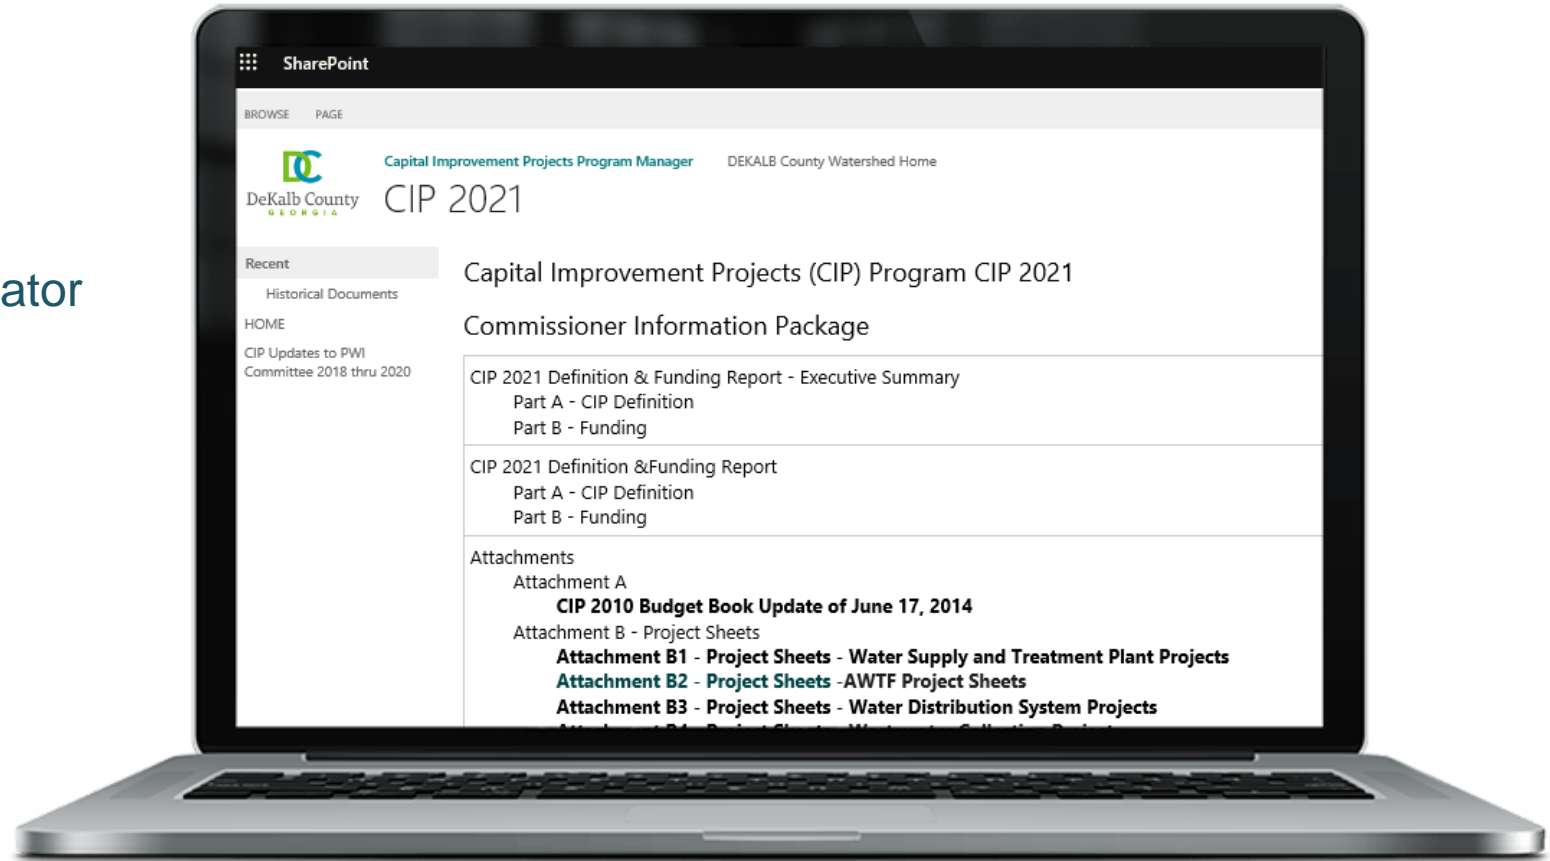 ator
SharePoint
BROWSE PAGE
DC
DeKalb County
GEORGIA
Capital Improvement Projects Program Manager DEKALB County Watershed Home
CIP 2021
Recent
Historical Documents
HOME
CIP Updates to PWI
Committee 2018 thru 2020
Capital Improvement Projects (CIP) Program CIP 2021
Commissioner Information Package
CIP 2021 Definition & Funding Report - Executive Summary
Part A - CIP Definition
Part B - Funding
CIP 2021 Definition &Funding Report
Part A - CIP Definition
Part B - Funding
Attachments
Attachment A
CIP 2010 Budget Book Update of June 17, 2014
Attachment B - Project Sheets
Attachment B1 - Project Sheets - Water Supply and Treatment Plant Projects
Attachment B2 - Project Sheets -AWTF Project Sheets
Attachment B3 - Project Sheets - Water Distribution System Projects